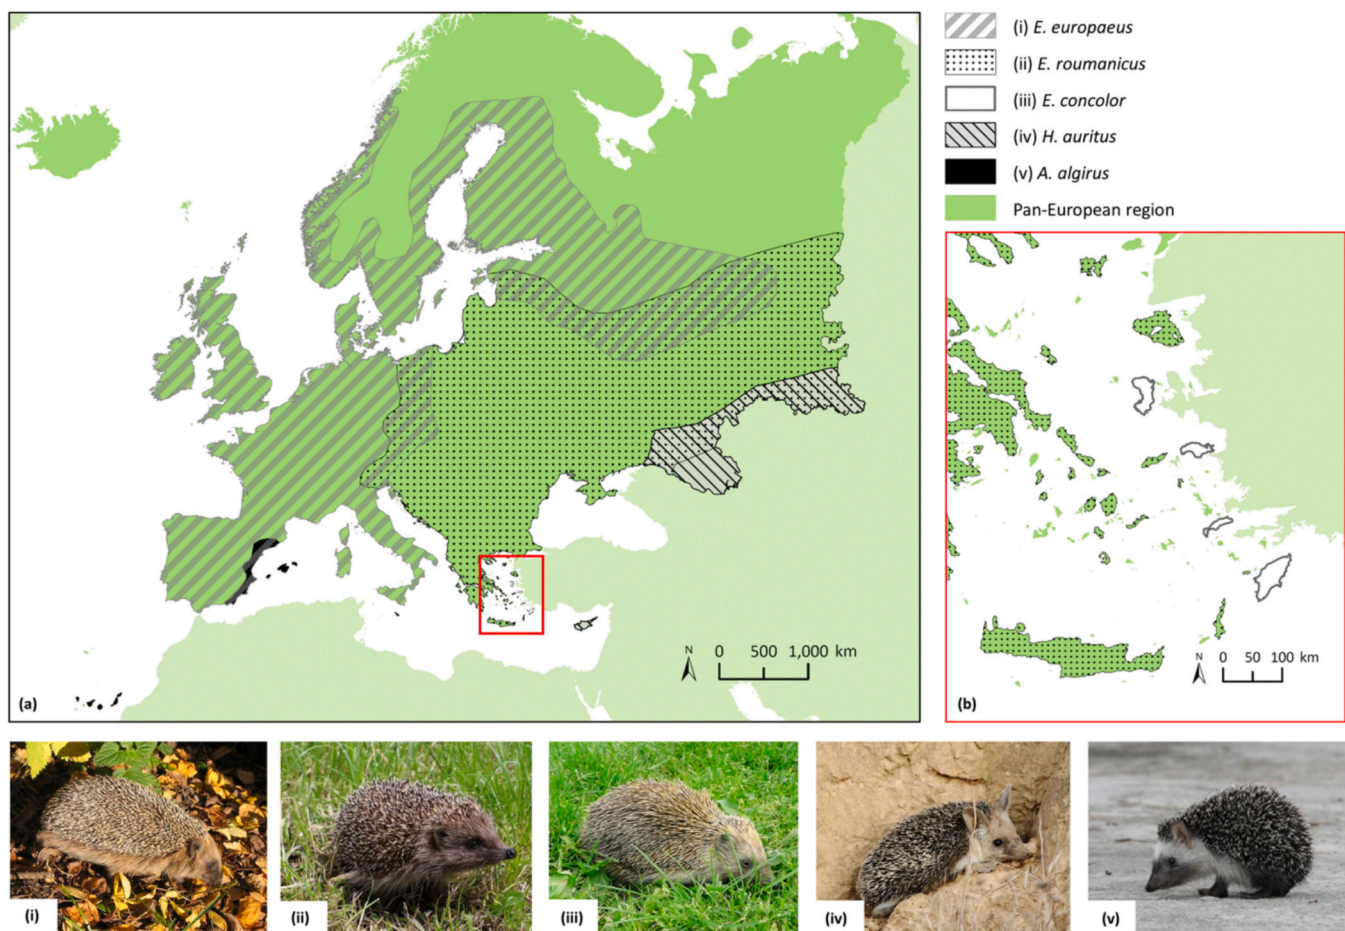 (i) E. europaeus
(ii) E. roumanicus
(iii) E. concolor
(iv) H. auritus
(v) A. algirus
Pan-European region
N
0 500 1,000 km
(a)
N
0 50 100 km
(b)
(i)
(ii)
(iii)
(iv)
(v)